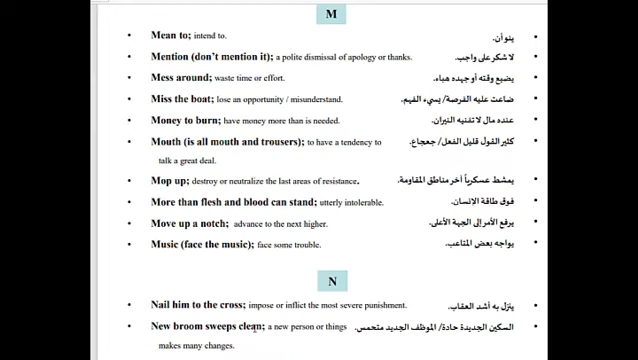 M
• Mean to; intend to. ينو أن. •
• Mention (don't mention it); a polite dismissal of apology or thanks. لا شكر على واجب. •
• Mess around; waste time or effort. يضيع وقته أو جهده هباء. •
• Miss the boat; lose an opportunity / misunderstand. ضاعت عليه الفرصة/ يسيء الفهم. •
• Money to burn; have money more than is needed. عنده مال لا تفنيه النيران. •
• Mouth (is all mouth and trousers); to have a tendency to كثير القول قليل الفعل/ جعجاع. •
talk a great deal.
• Mop up; destroy or neutralize the last areas of resistance. يمشط عسكرياً آخر مناطق المقاومة. •
• More than flesh and blood can stand; utterly intolerable. فوق طاقة الإنسان. •
• Move up a notch; advance to the next higher. يرفع الأمر إلى الجهة الأعلى. •
• Music (face the music); face some trouble. يواجه بعض المتاعب. •
N
• Nail him to the cross; impose or inflict the most severe punishment. ينزل به أشد العقاب. •
• New broom sweeps clean; a new person or things السكين الجديدة حادة/ الموظف الجديد متحمس. •
makes many changes.